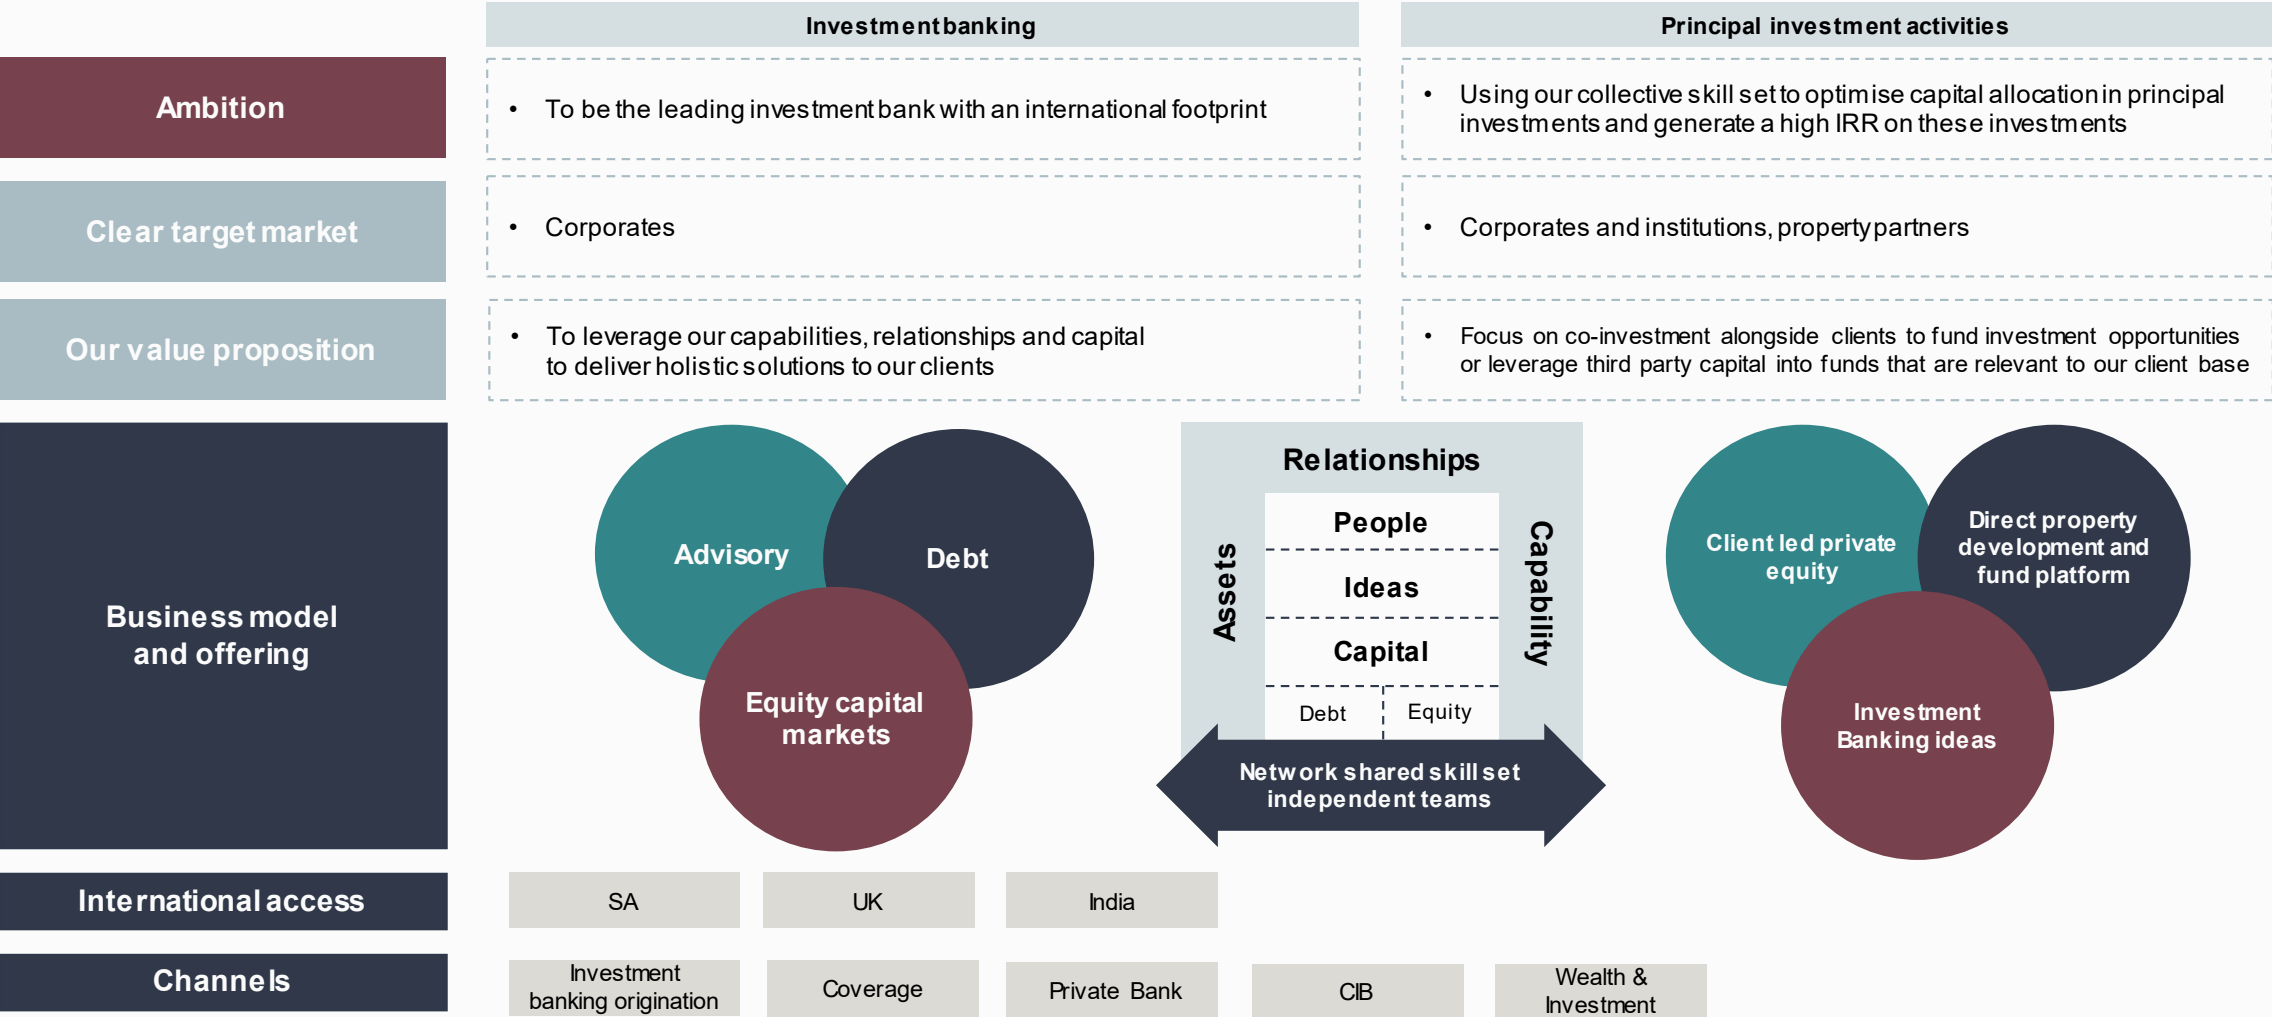 Investment banking
Principal investment activities
Ambition
• To be the leading investment bank with an international footprint
• Using our collective skill set to optimise capital allocation in principal
investments and generate a high IRR on these investments
Clear target market
• Corporates
• Corporates and institutions, property partners
Our value proposition
• To leverage our capabilities, relationships and capital
to deliver holistic solutions to our clients
• Focus on co-investment alongside clients to fund investment opportunities
or leverage third party capital into funds that are relevant to our client base
Business model
and offering
Advisory
Debt
Equity capital
markets
Relationships
Assets
People
Ideas
Capital
Debt
Equity
Capability
Network shared skill set
independent teams
Client led private
equity
Direct property
development and
fund platform
Investment
Banking ideas
International access
SA
UK
India
Channels
Investment
banking origination
Coverage
Private Bank
CIB
Wealth &
Investment